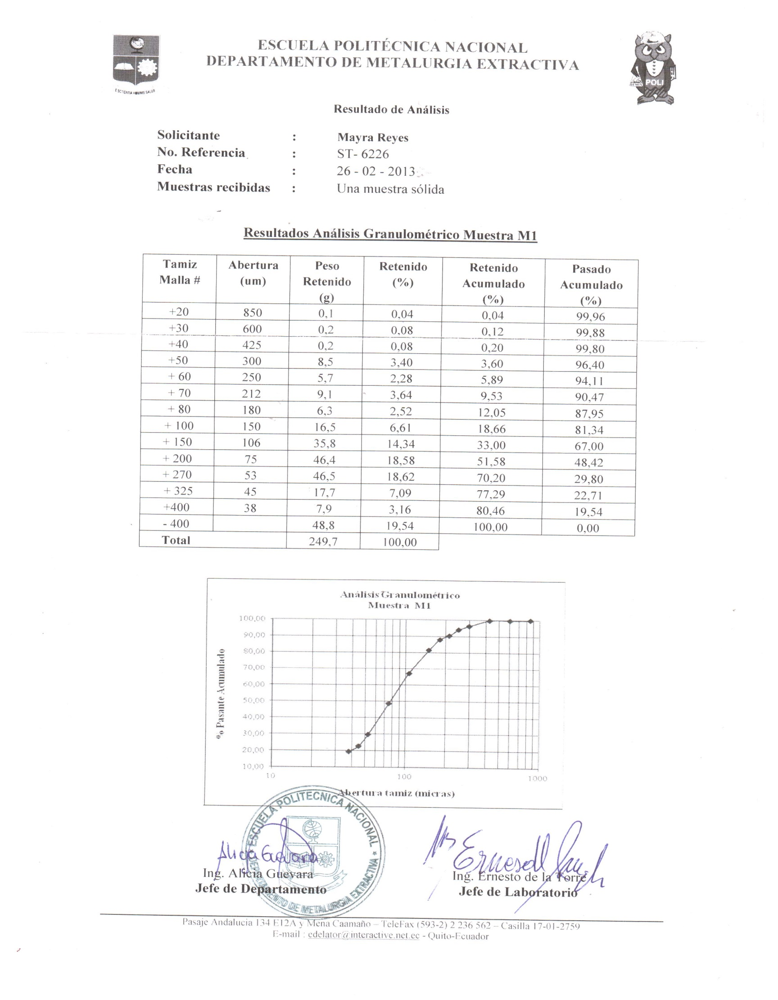 ESCUELA POLITÉCNICA NACIONAL
DEPARTAMENTO DE METALURGIA EXTRACTIVA
E SCIENTIA HOMINIS SALUS
DEMEX
POLI
Resultado de Análisis
Solicitante : Mayra Reyes
No. Referencia : ST- 6226
Fecha : 26 - 02 - 2013
Muestras recibidas : Una muestra sólida
Resultados Análisis Granulométrico Muestra M1
Tamiz Malla # Abertura (um) Peso Retenido (g) Retenido (%) Retenido Acumulado (%) Pasado Acumulado (%)
+20 850 0,1 0,04 0,04 99,96
+30 600 0,2 0,08 0,12 99,88
+40 425 0,2 0,08 0,20 99,80
+50 300 8,5 3,40 3,60 96,40
+ 60 250 5,7 2,28 5,89 94,11
+ 70 212 9,1 3,64 9,53 90,47
+ 80 180 6,3 2,52 12,05 87,95
+ 100 150 16,5 6,61 18,66 81,34
+ 150 106 35,8 14,34 33,00 67,00
+ 200 75 46,4 18,58 51,58 48,42
+ 270 53 46,5 18,62 70,20 29,80
+ 325 45 17,7 7,09 77,29 22,71
+400 38 7,9 3,16 80,46 19,54
- 400 48,8 19,54 100,00 0,00
Total 249,7 100,00
Análisis Granulométrico
Muestra M1
% Pasante Acumulado
100,00
90,00
80,00
70,00
60,00
50,00
40,00
30,00
20,00
10,00
10 100 1000
Abertura tamiz (micras)
ESCUELA POLITECNICA NACIONAL
DEPARTAMENTO DE METALURGIA EXTRACTIVA
Alicia Guevara
Ing. Alicia Guevara
Jefe de Departamento
Ing. Ernesto de la Torre
Jefe de Laboratorio
Pasaje Andalucia 134 E12A y Mena Caamaño – TeleFax (593-2) 2 236 562 – Casilla 17-01-2759
E-mail : edelator@interactive.net.ec - Quito-Ecuador